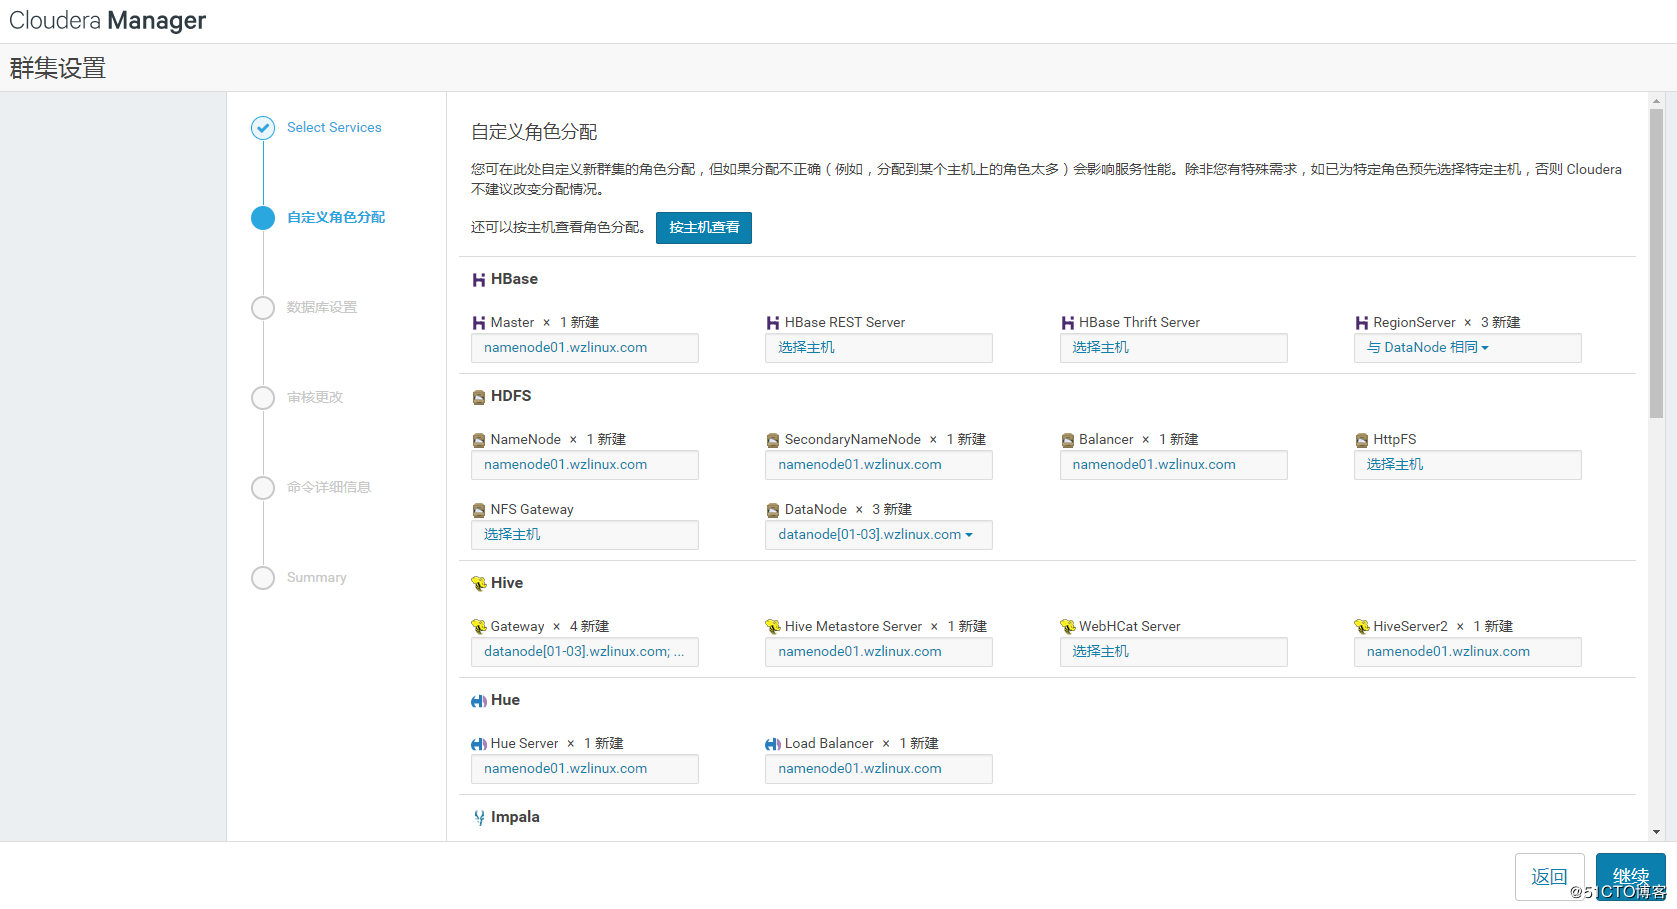 Cloudera Manager
群集设置
Select Services
自定义角色分配
数据库设置
审核更改
命令详细信息
Summary
自定义角色分配
您可在此处自定义新群集的角色分配，但如果分配不正确（例如，分配到某个主机上的角色太多）会影响服务性能。除非您有特殊需求，如已为特定角色预先选择特定主机，否则 Cloudera
不建议改变分配情况。
还可以按主机查看角色分配。 按主机查看
HBase
Master × 1 新建 HBase REST Server HBase Thrift Server RegionServer × 3 新建
namenode01.wzlinux.com 选择主机 选择主机 与 DataNode 相同
HDFS
NameNode × 1 新建 SecondaryNameNode × 1 新建 Balancer × 1 新建 HttpFS
namenode01.wzlinux.com namenode01.wzlinux.com namenode01.wzlinux.com 选择主机
NFS Gateway DataNode × 3 新建
选择主机 datanode[01-03].wzlinux.com
Hive
Gateway × 4 新建 Hive Metastore Server × 1 新建 WebHCat Server HiveServer2 × 1 新建
datanode[01-03].wzlinux.com; ... namenode01.wzlinux.com 选择主机 namenode01.wzlinux.com
Hue
Hue Server × 1 新建 Load Balancer × 1 新建
namenode01.wzlinux.com namenode01.wzlinux.com
Impala
返回 继续
@51CTO博客